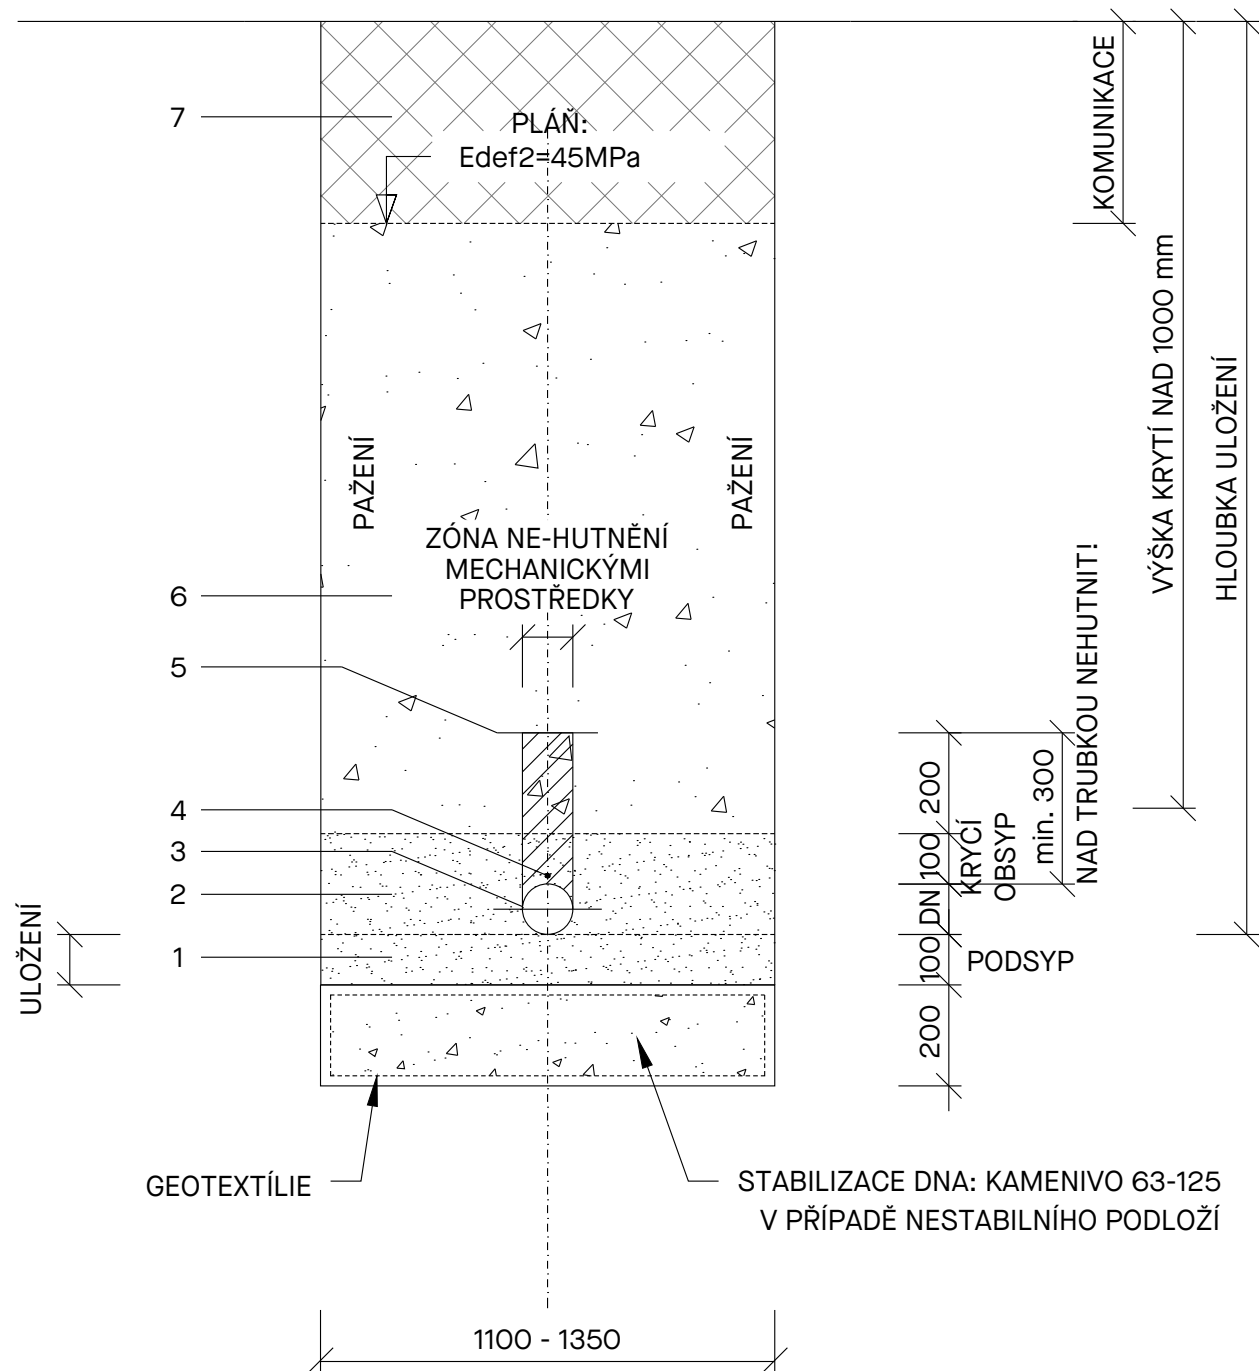 KOMUNIKACE
7
PLÁŇ:
Edef2=45MPa
VÝŠKA KRYTÍ NAD 1000 mm
HLOUBKA ULOŽENÍ
PAŽENÍ
PAŽENÍ
ZÓNA NE-HUTNĚNÍ
MECHANICKÝMI
PROSTŘEDKY
6
5
NAD TRUBKOU NEHUTNIT!
200
min. 300
4
3
2
100
KRYCÍ
OBSYP
DN
ULOŽENÍ
1
100
PODSYP
200
GEOTEXTÍLIE
STABILIZACE DNA: KAMENIVO 63-125
V PŘÍPADĚ NESTABILNÍHO PODLOŽÍ
1100 - 1350